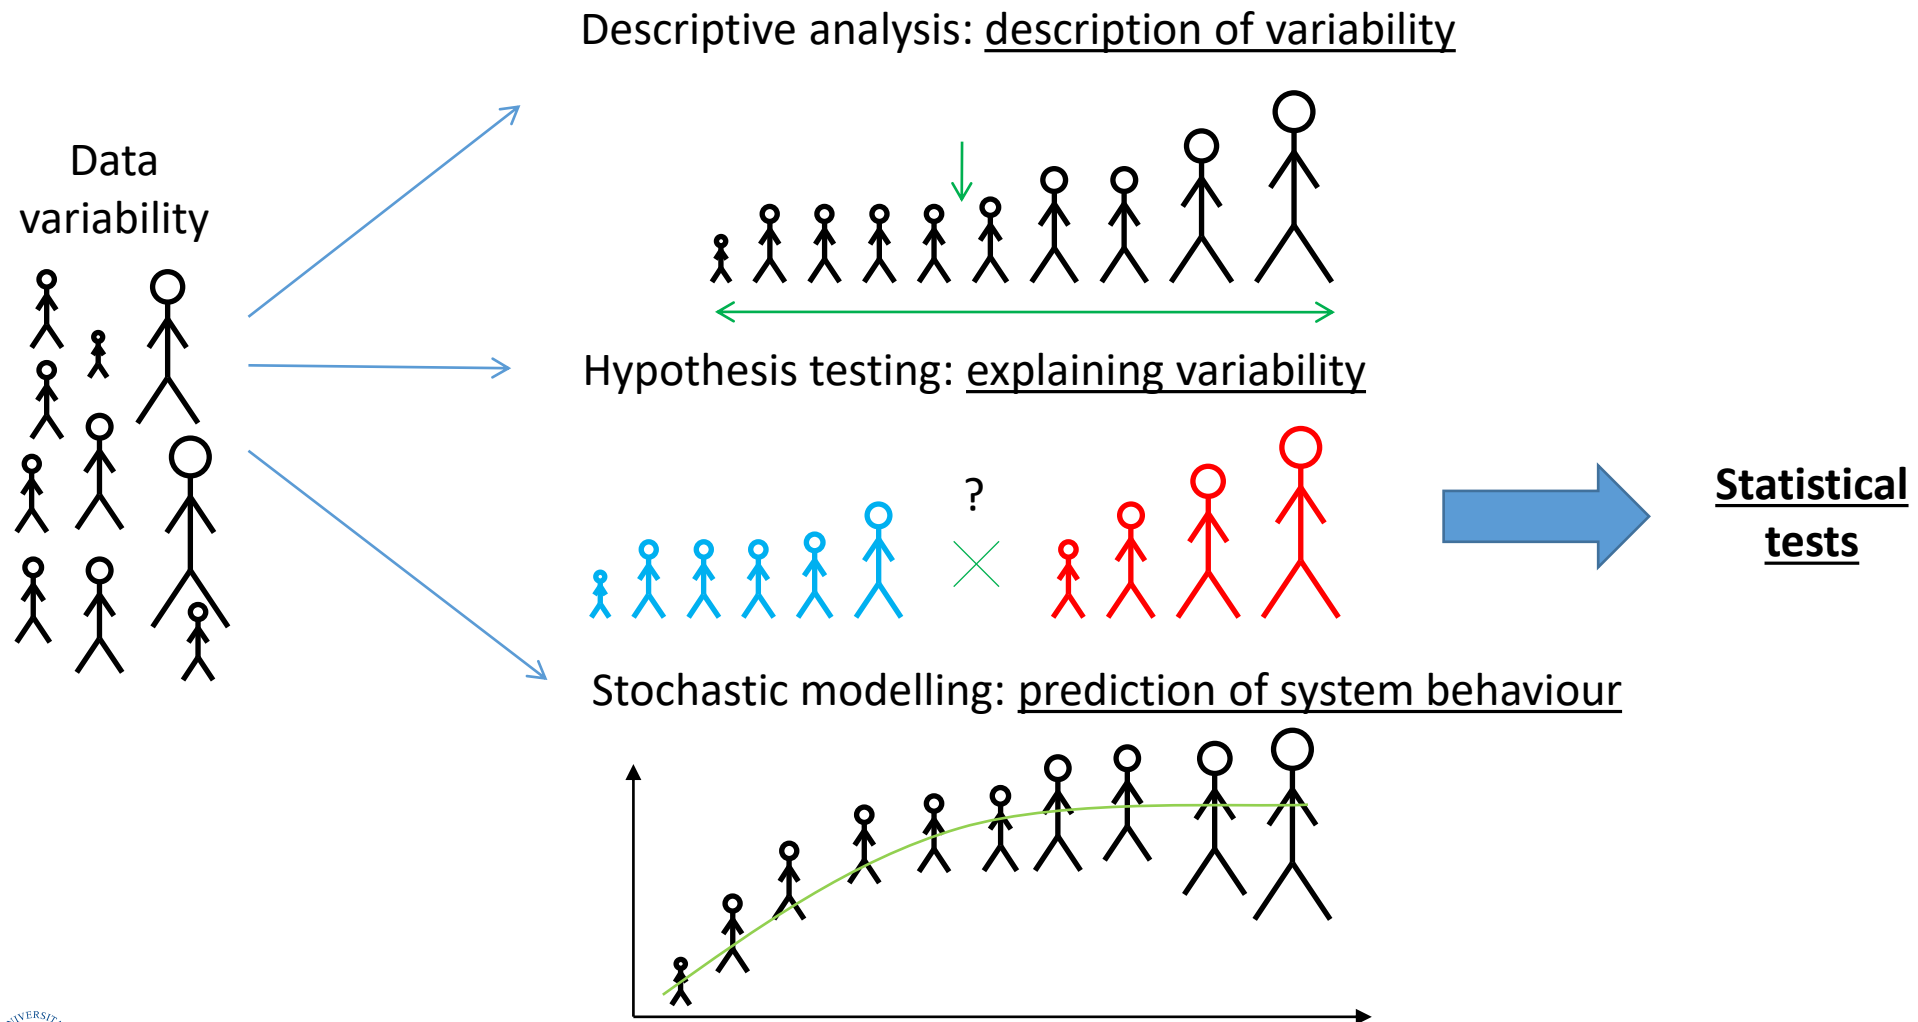 Descriptive analysis: description of variability
Data
variability
Hypothesis testing: explaining variability
?
Statistical
tests
Stochastic modelling: prediction of system behaviour